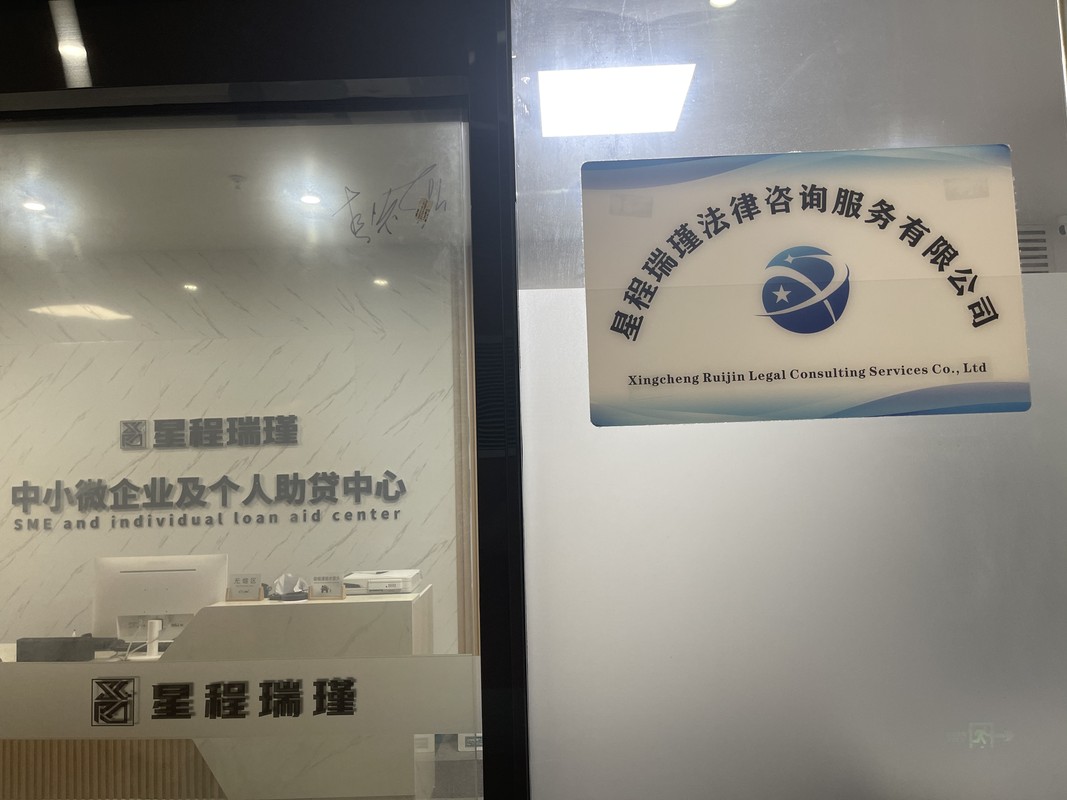 星程瑞瑾
中小微企业及个人助贷中心
SME and individual loan aid center
星程瑞瑾
星程瑞瑾法律咨询服务有限公司
Xingcheng Ruijin Legal Consulting Services Co., Ltd